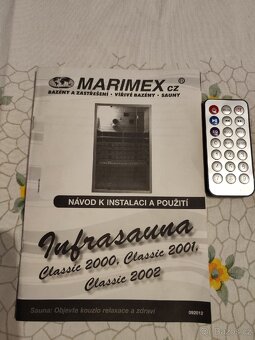 MARIMEX CZ ®
BAZÉNY A ZASTŘEŠENÍ · VÍŘIVÉ BAZÉNY · SAUNY
NÁVOD K INSTALACI A POUŽITÍ
Infrasauna
Classic 2000, Classic 2001,
Classic 2002
Sauna: Objevte kouzlo relaxace a zdraví
092012